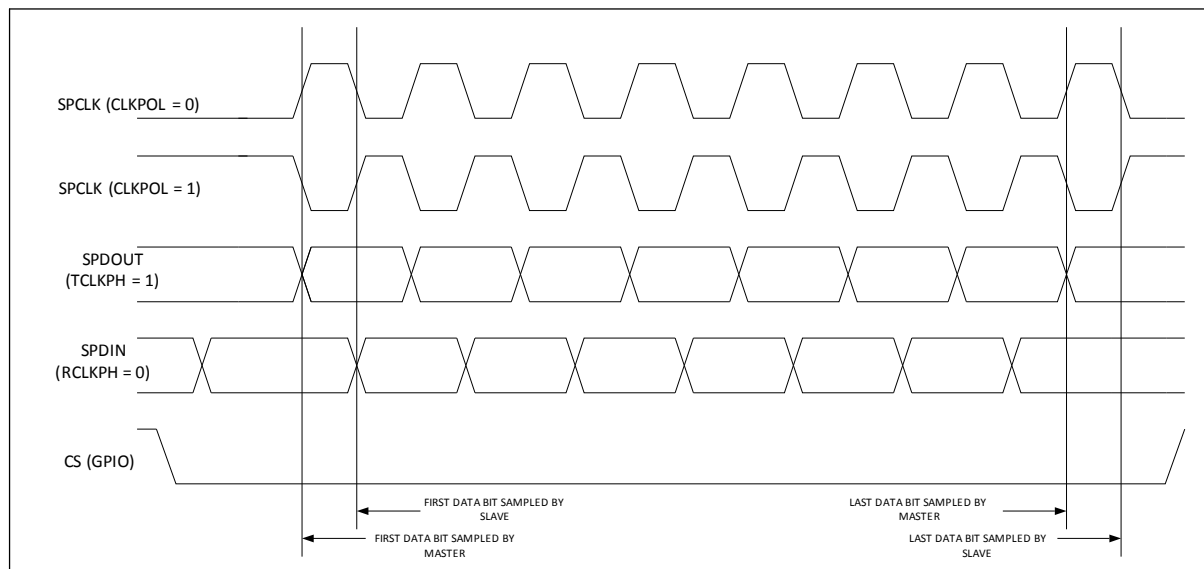 SPCLK (CLKPOL = 0)
SPCLK (CLKPOL = 1)
SPDOUT
(TCLKPH = 1)
SPDIN
(RCLKPH = 0)
CS (GPIO)
FIRST DATA BIT SAMPLED BY
SLAVE
LAST DATA BIT SAMPLED BY
MASTER
FIRST DATA BIT SAMPLED BY
MASTER
LAST DATA BIT SAMPLED BY
SLAVE